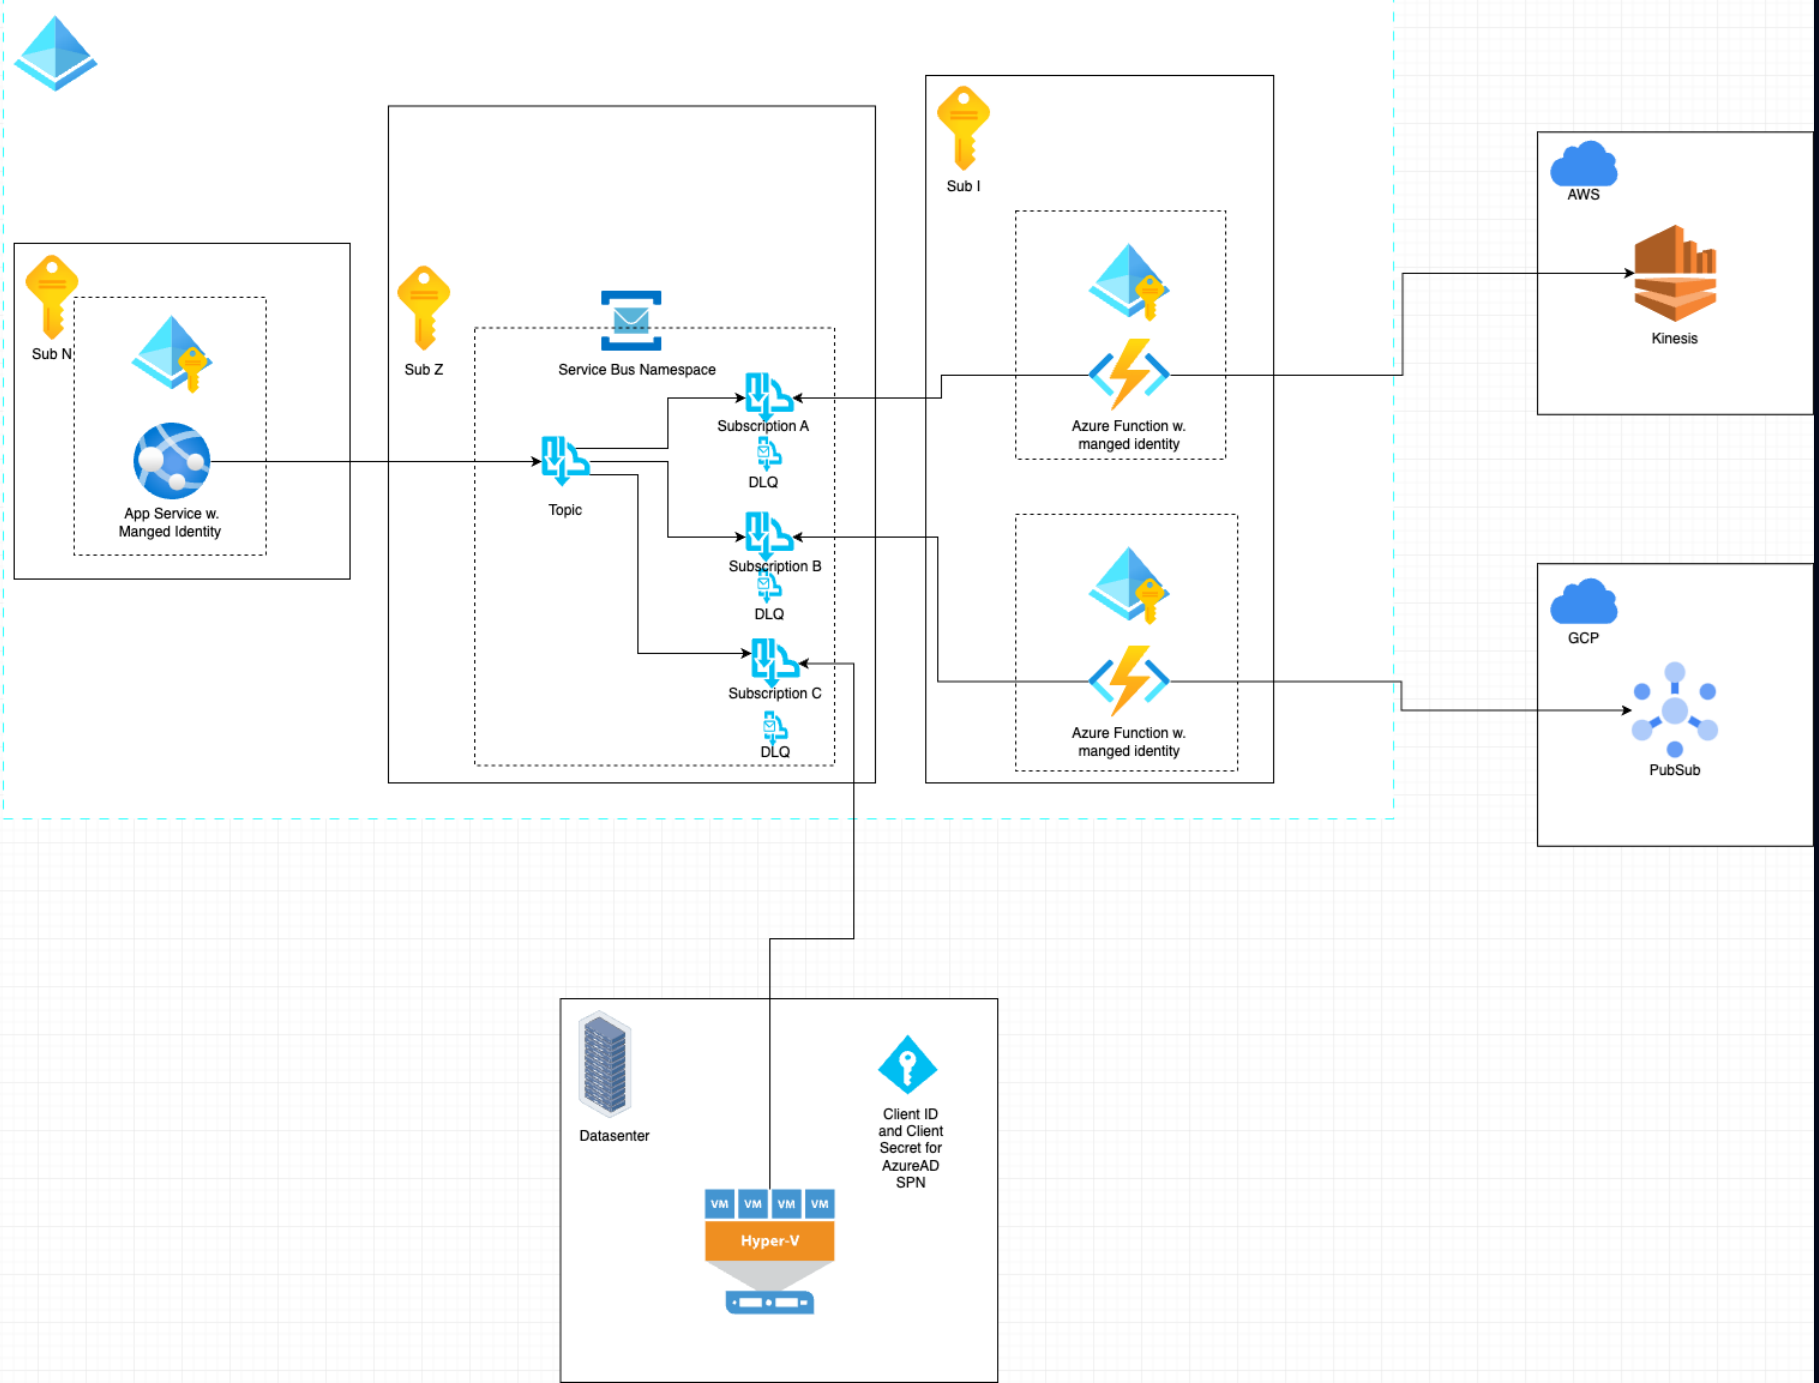 Sub N
App Service w.
Manged Identity
Sub Z
Service Bus Namespace
Topic
Subscription A
DLQ
Subscription B
DLQ
Subscription C
DLQ
Sub I
Azure Function w.
manged identity
Azure Function w.
manged identity
AWS
Kinesis
GCP
PubSub
Datasenter
Client ID
and Client
Secret for
AzureAD
SPN
VM VM VM VM
Hyper-V